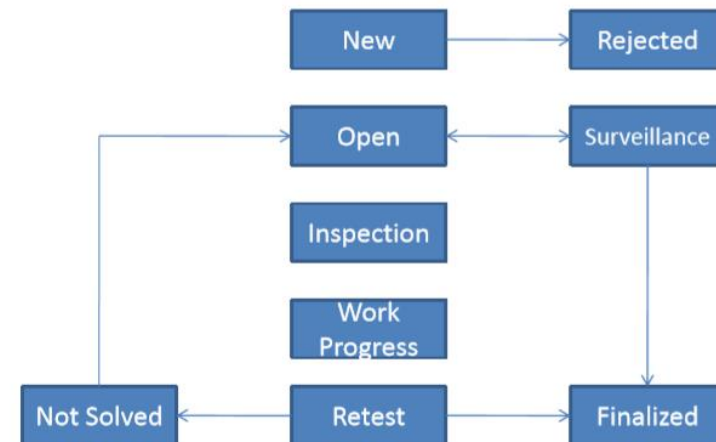 New
Rejected
Open
Surveillance
Inspection
Work
Progress
Not Solved
Retest
Finalized